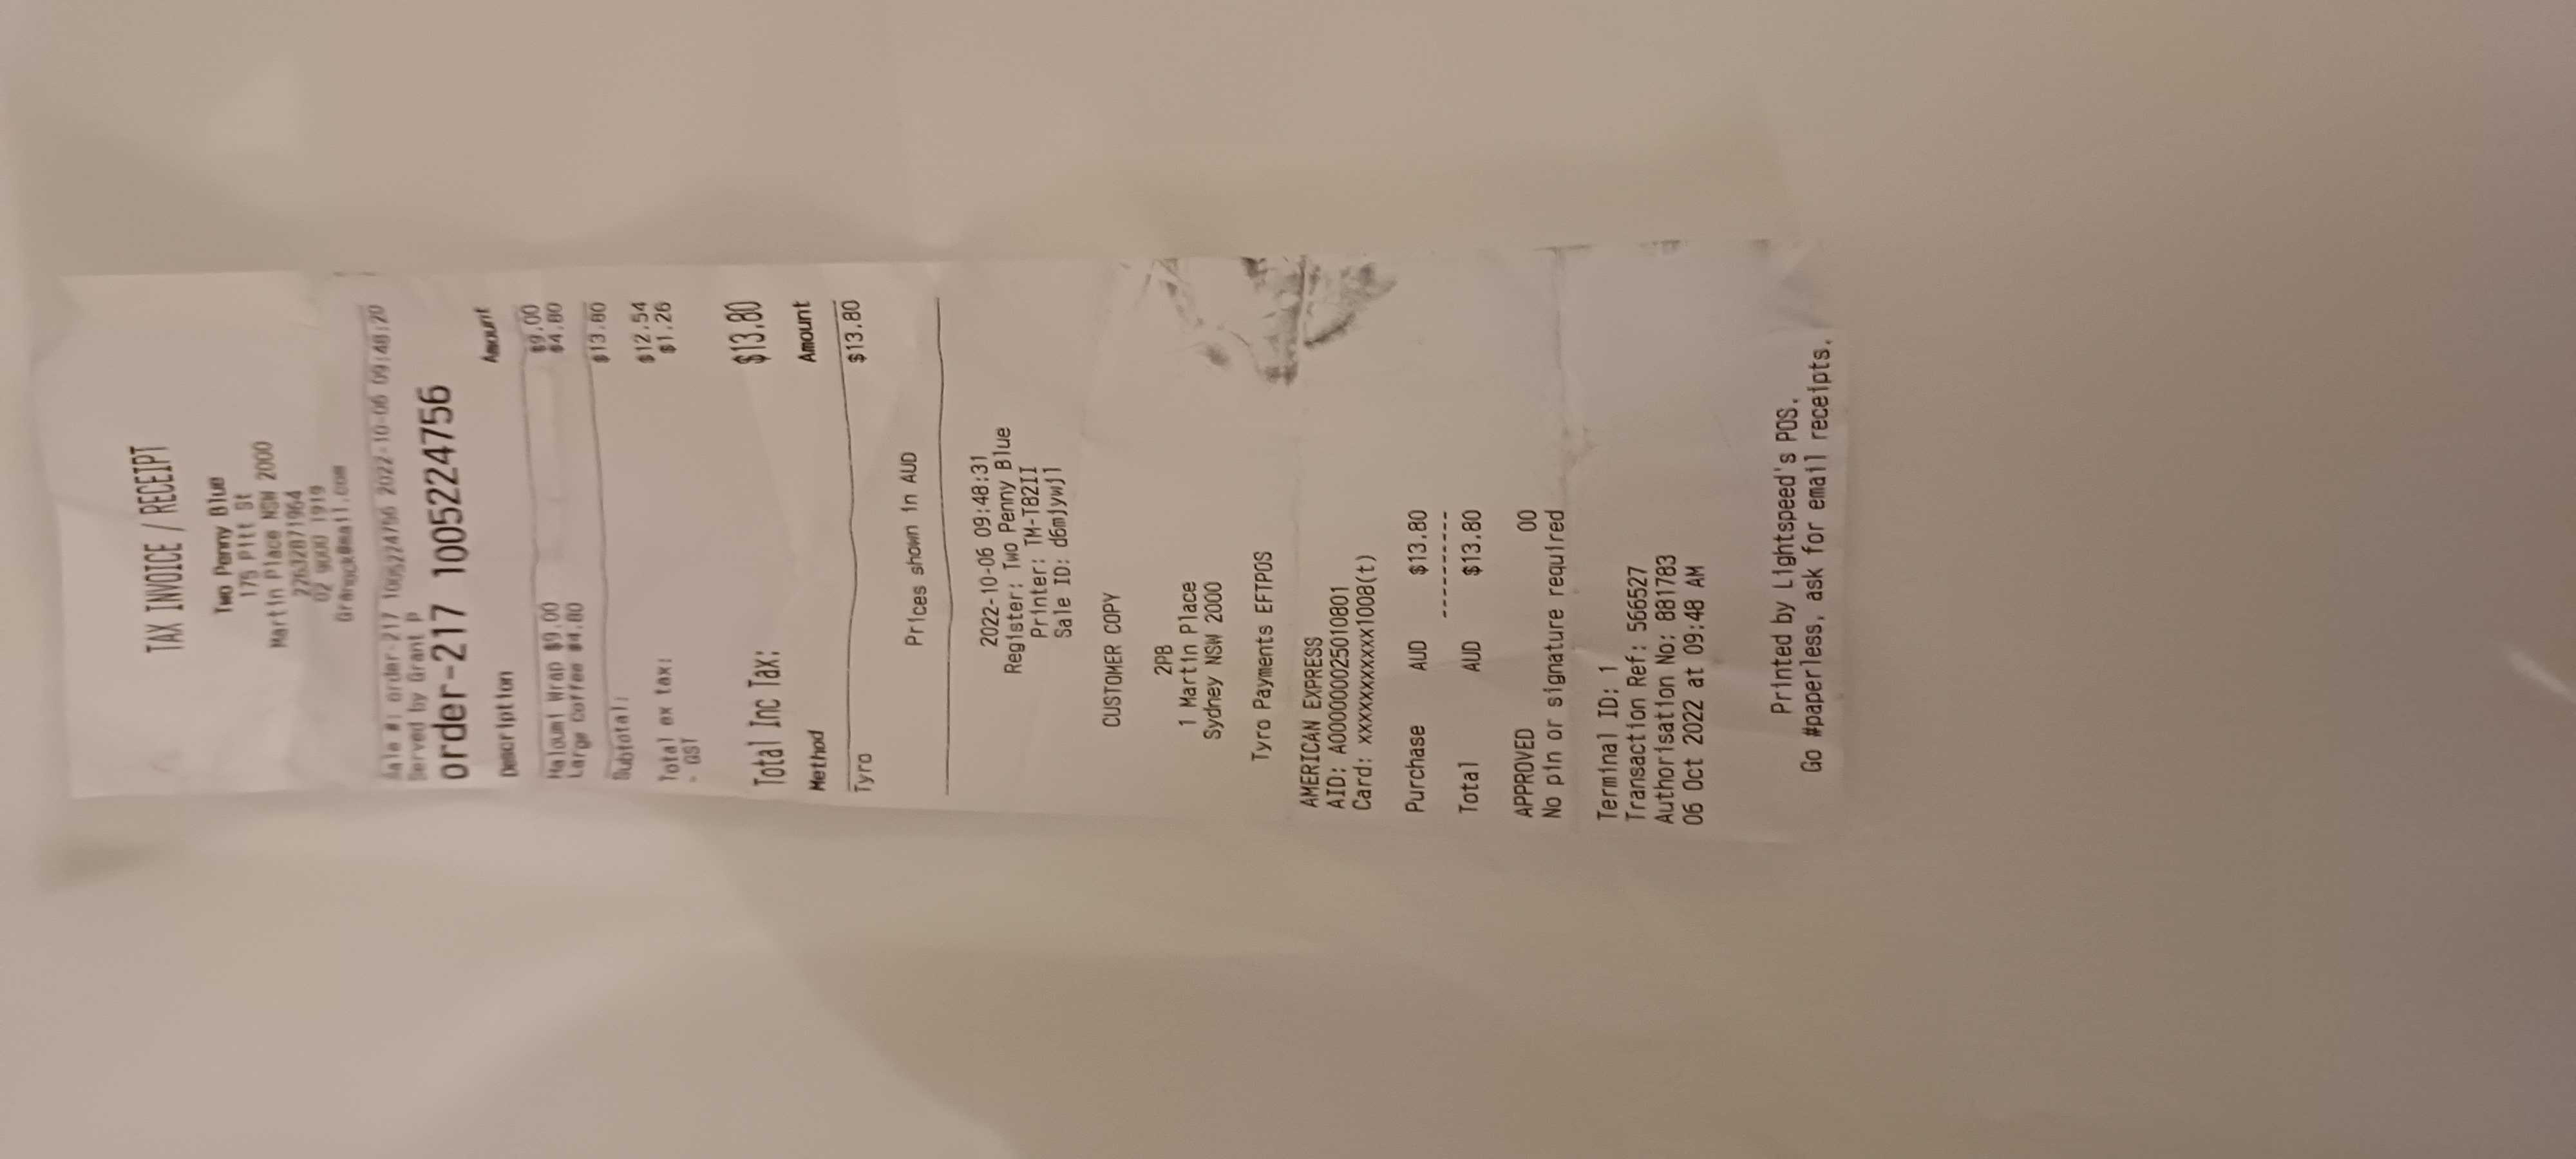 TAX INVOICE / RECEIPT
Two Penny Blue
175 Pitt St
Martin Place NSW 2000
22632871964
02 9000 1919
Sale #: order-217 1005224756 2022-10-06 09:48:20
Served by Grant P
order-217 1005224756
Description Amount
Haloumi Wrap $9.00 $9.00
Large Coffee $4.80 $4.80
Subtotal: $13.80
Total ex tax: $12.54
- GST $1.26
Total Inc Tax: $13.80
Method Amount
Tyro $13.80
Prices shown in AUD
2022-10-06 09:48:31
Register: Two Penny Blue
Printer: TM-T82II
Sale ID: d6mjywjl
CUSTOMER COPY
2PB
1 Martin Place
Sydney NSW 2000
Tyro Payments EFTPOS
AMERICAN EXPRESS
AID: A000000025010801
Card: xxxxxxxxxxx1008(t)
Purchase AUD $13.80
----------
Total AUD $13.80
APPROVED 00
No pin or signature required
Terminal ID: 1
Transaction Ref: 566527
Authorisation No: 881783
06 Oct 2022 at 09:48 AM
Printed by Lightspeed's POS.
Go #paperless, ask for email receipts.